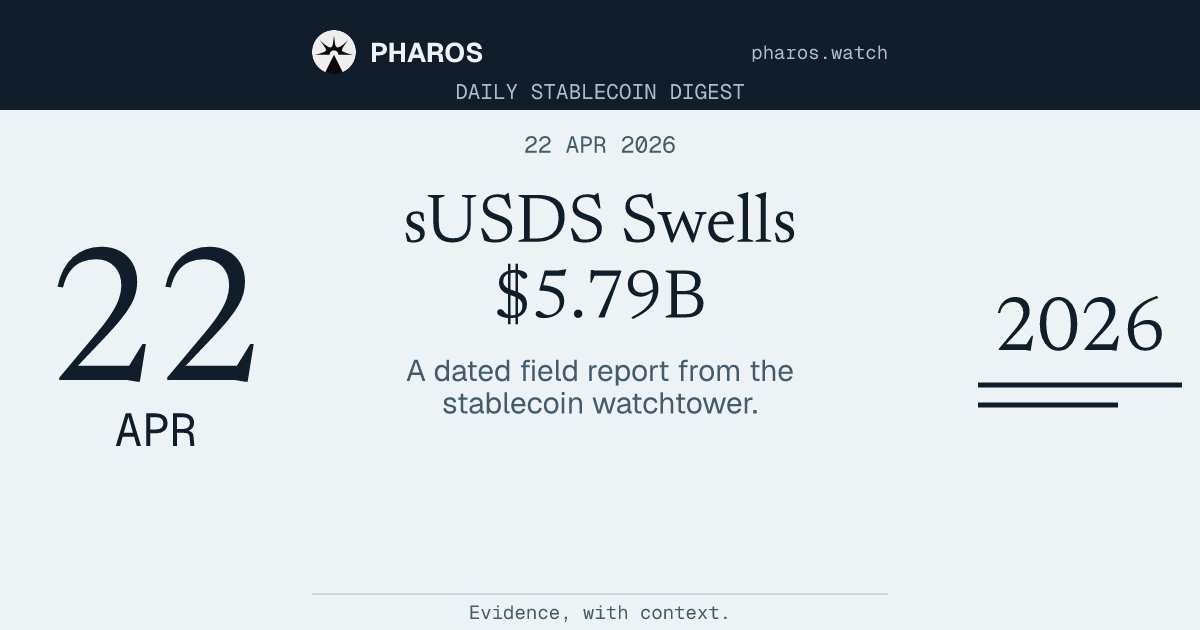 PHAROS
pharos.watch
DAILY STABLECOIN DIGEST
22 APR 2026
sUSDS Swells
$5.79B
A dated field report from the
stablecoin watchtower.
22
APR
2026
Evidence, with context.